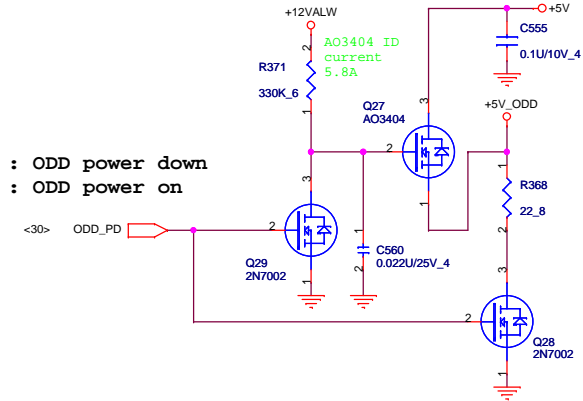 +12VALW
+5V
AO3404 ID
current
5.8A
C555
0.1U/10V_4
2
R371
330K_6
1
Q27
AO3404
3
+5V_ODD
2
: ODD power down
: ODD power on
1
1
R368
22_8
3
<30> ODD_PD
2
1
C560
0.022U/25V_4
2
Q29
2N7002
1
3
2
Q28
2N7002
1